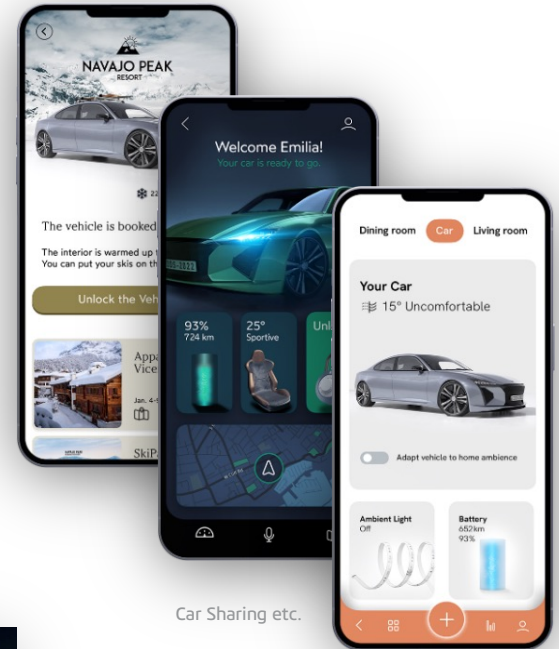 NAVAJO PEAK
RESORT
The vehicle is booked
The interior is warmed up
You can put your skis on
Unlock the
Jan.
Welcome Emilia!
Your car is ready to go.
93%
724 km
25°
Sportive
Dining room
Car
Living room
Your Car
15° Uncomfortable
Adapt vehicle to home ambience
Ambient Light
Off
Battery
652km
93%
Car Sharing etc.